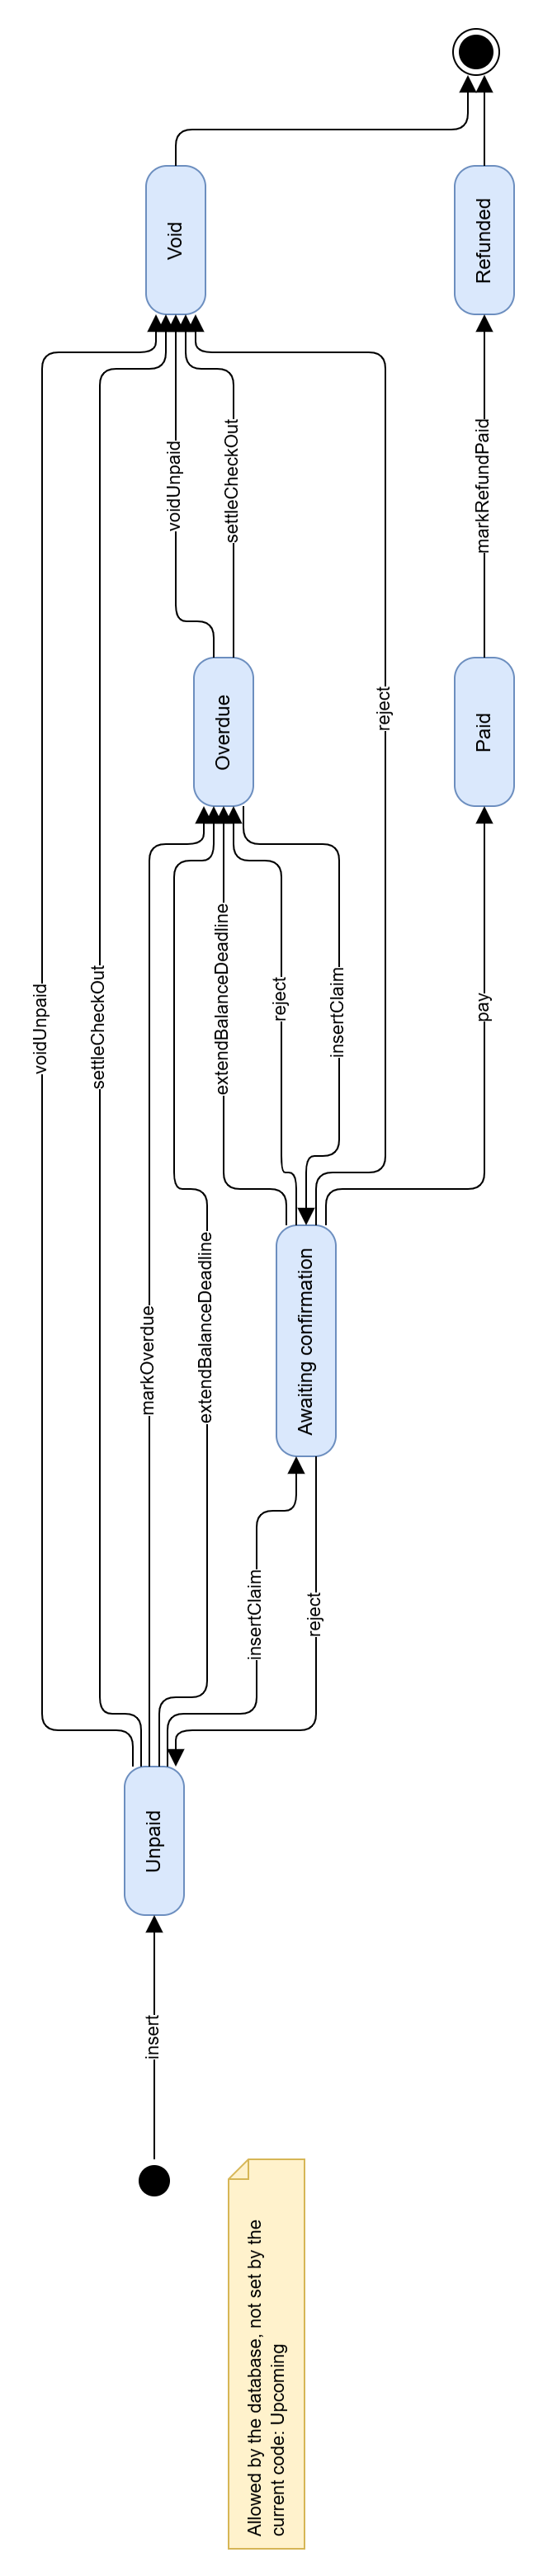 Allowed by the database, not set by the
current code: Upcoming
insert
Unpaid
voidUnpaid
settleCheckOut
markOverdue
extendBalanceDeadline
insertClaim
reject
Awaiting confirmation
extendBalanceDeadline
reject
insertClaim
reject
pay
Overdue
Paid
voidUnpaid
settleCheckOut
markRefundPaid
Void
Refunded